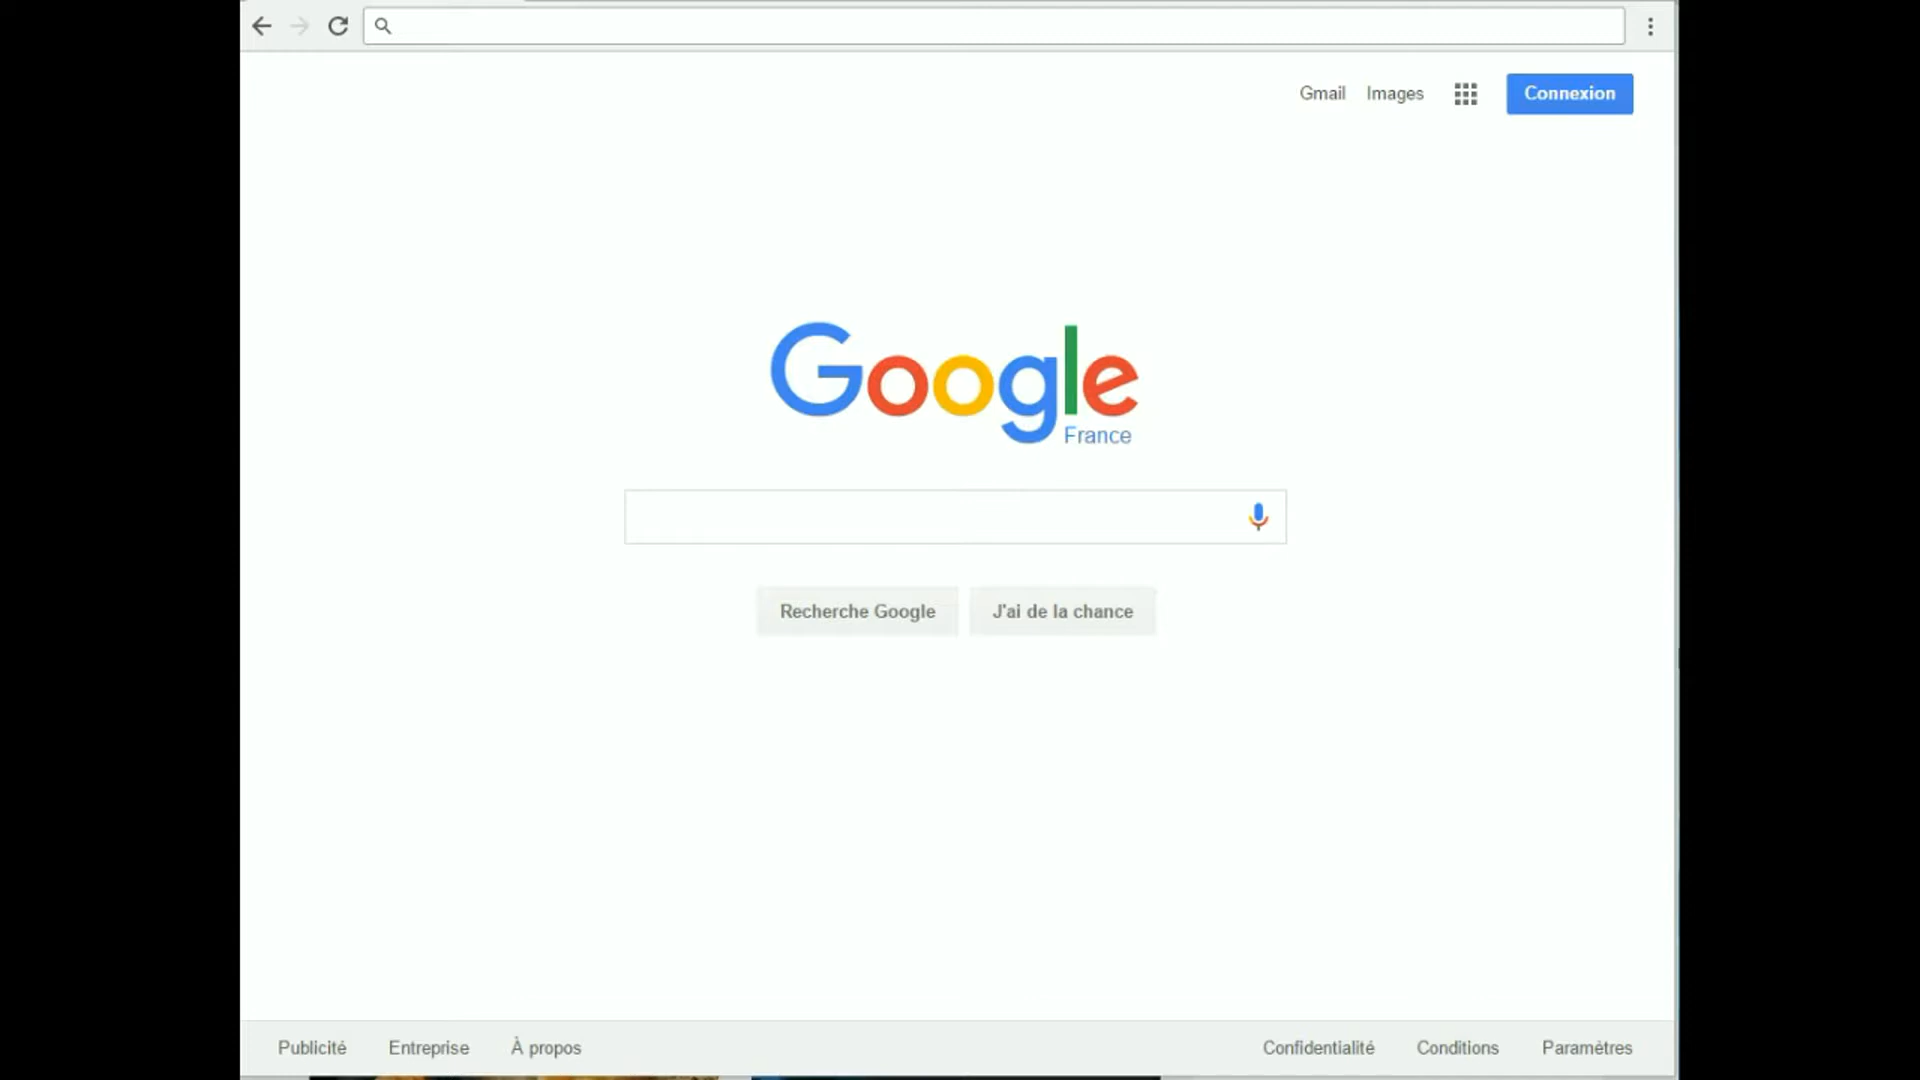 Gmail Images Connexion
Google
France
Recherche Google J'ai de la chance
Publicité Entreprise À propos Confidentialité Conditions Paramètres